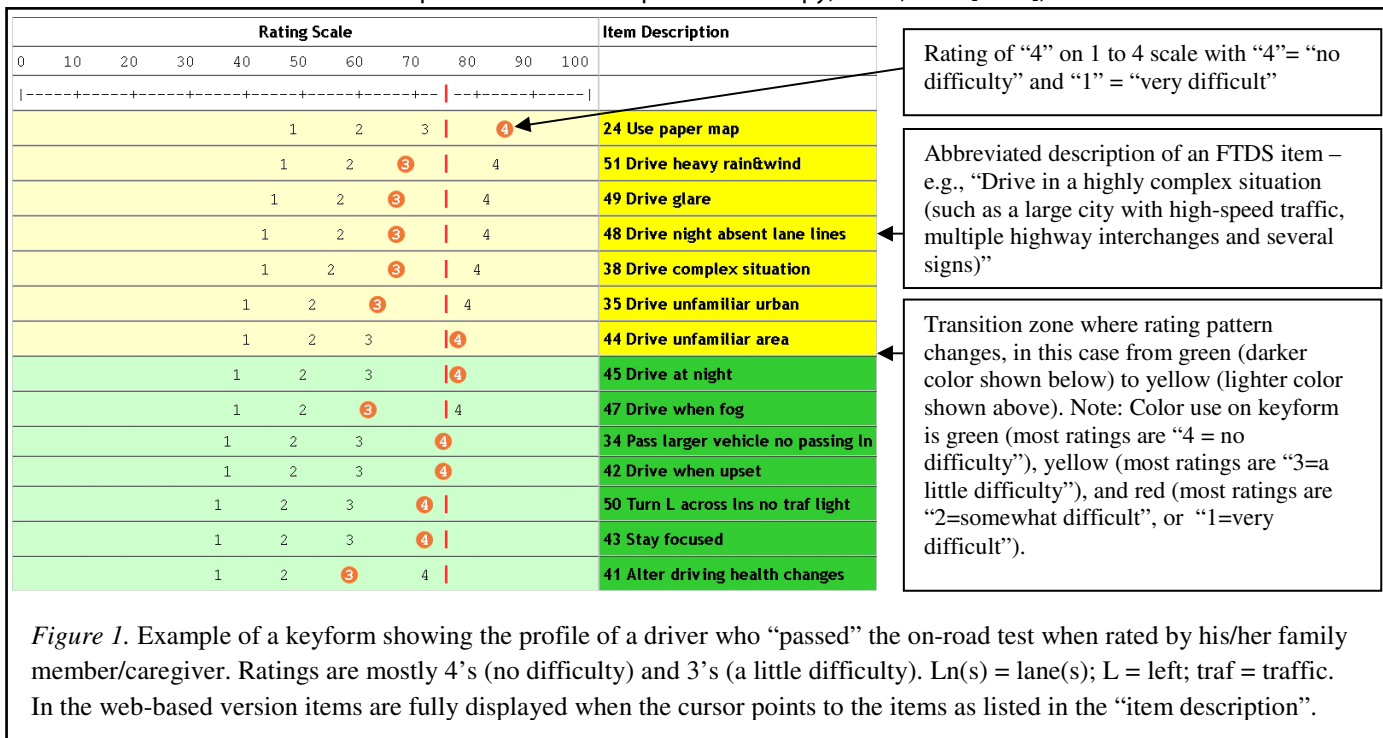 Rating Scale Item Description
0 10 20 30 40 50 60 70 80 90 100
|-----+-----+-----+-----+-----+-----+-----+-- | --+-----+-----|
1 2 3 4 24 Use paper map
1 2 3 4 51 Drive heavy rain&wind
1 2 3 4 49 Drive glare
1 2 3 4 48 Drive night absent lane lines
1 2 3 4 38 Drive complex situation
1 2 3 4 35 Drive unfamiliar urban
1 2 3 4 44 Drive unfamiliar area
1 2 3 4 45 Drive at night
1 2 3 4 47 Drive when fog
1 2 3 4 34 Pass larger vehicle no passing ln
1 2 3 4 42 Drive when upset
1 2 3 4 50 Turn L across lns no traf light
1 2 3 4 43 Stay focused
1 2 3 4 41 Alter driving health changes
Rating of “4” on 1 to 4 scale with “4”= “no
difficulty” and “1” = “very difficult”
Abbreviated description of an FTDS item –
e.g., “Drive in a highly complex situation
(such as a large city with high-speed traffic,
multiple highway interchanges and several
signs)”
Transition zone where rating pattern
changes, in this case from green (darker
color shown below) to yellow (lighter color
shown above). Note: Color use on keyform
is green (most ratings are “4 = no
difficulty”), yellow (most ratings are “3=a
little difficulty”), and red (most ratings are
“2=somewhat difficult”, or “1=very
difficult”).
Figure 1. Example of a keyform showing the profile of a driver who “passed” the on-road test when rated by his/her family
member/caregiver. Ratings are mostly 4’s (no difficulty) and 3’s (a little difficulty). Ln(s) = lane(s); L = left; traf = traffic.
In the web-based version items are fully displayed when the cursor points to the items as listed in the “item description”.